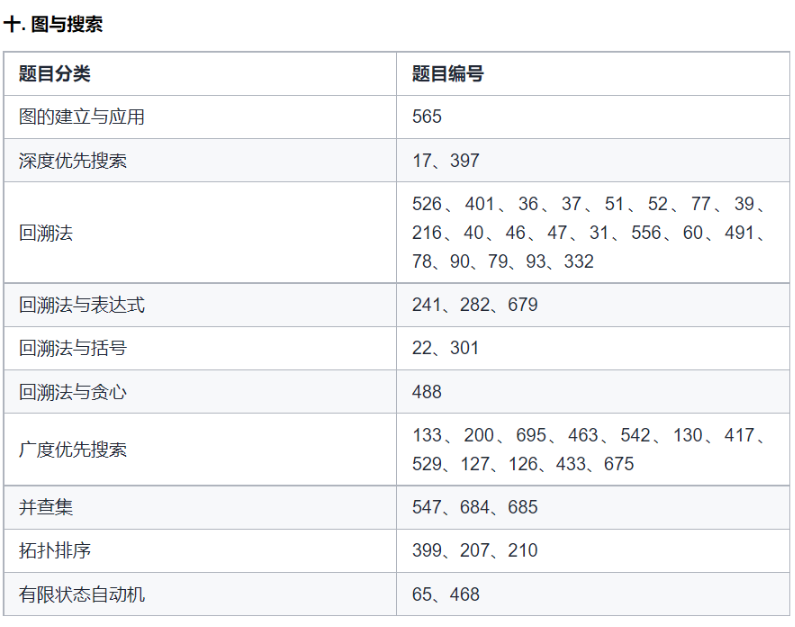 十. 图与搜索
题目分类 题目编号
图的建立与应用 565
深度优先搜索 17、397
回溯法 526、401、36、37、51、52、77、39、
216、40、46、47、31、556、60、491、
78、90、79、93、332
回溯法与表达式 241、282、679
回溯法与括号 22、301
回溯法与贪心 488
广度优先搜索 133、200、695、463、542、130、417、
529、127、126、433、675
并查集 547、684、685
拓扑排序 399、207、210
有限状态自动机 65、468